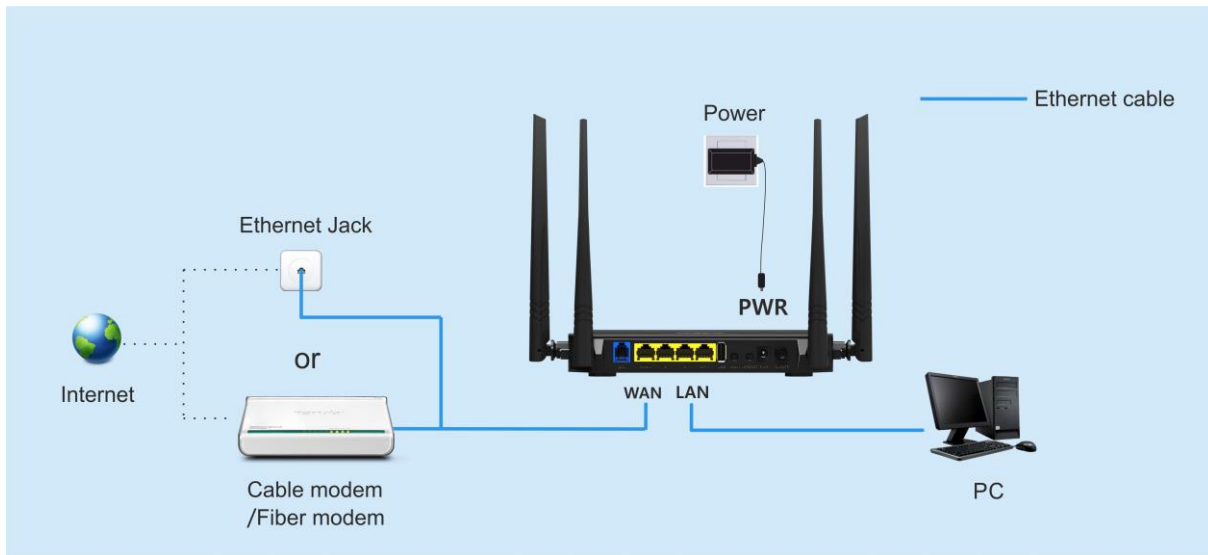 Ethernet cable
Power
Ethernet Jack
PWR
or
Internet
WAN LAN
Cable modem
/Fiber modem
PC